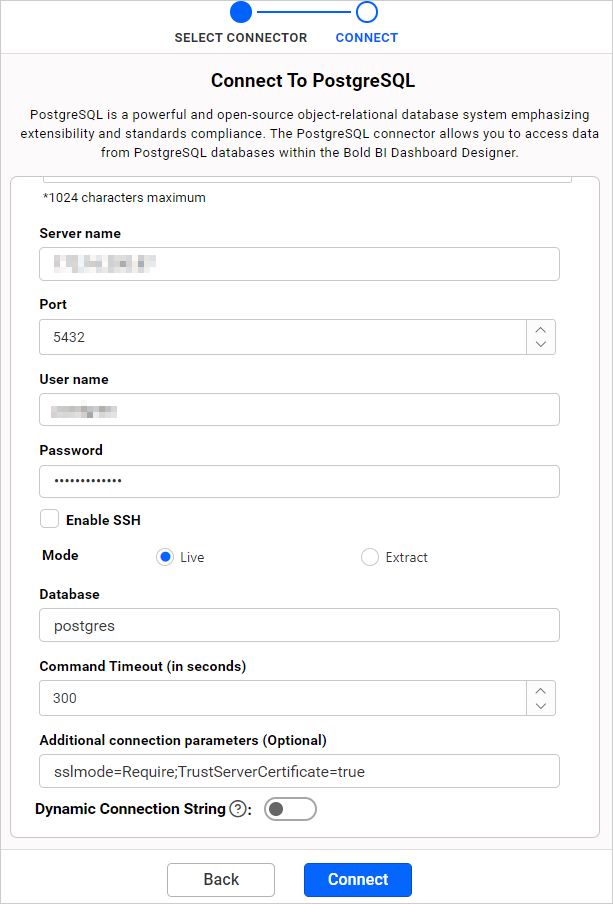 SELECT CONNECTOR CONNECT
Connect To PostgreSQL
PostgreSQL is a powerful and open-source object-relational database system emphasizing
extensibility and standards compliance. The PostgreSQL connector allows you to access data
from PostgreSQL databases within the Bold BI Dashboard Designer.
*1024 characters maximum
Server name
Port
5432
User name
Password
•••••••••••••
Enable SSH
Mode Live Extract
Database
postgres
Command Timeout (in seconds)
300
Additional connection parameters (Optional)
sslmode=Require;TrustServerCertificate=true
Dynamic Connection String ? :
Back Connect